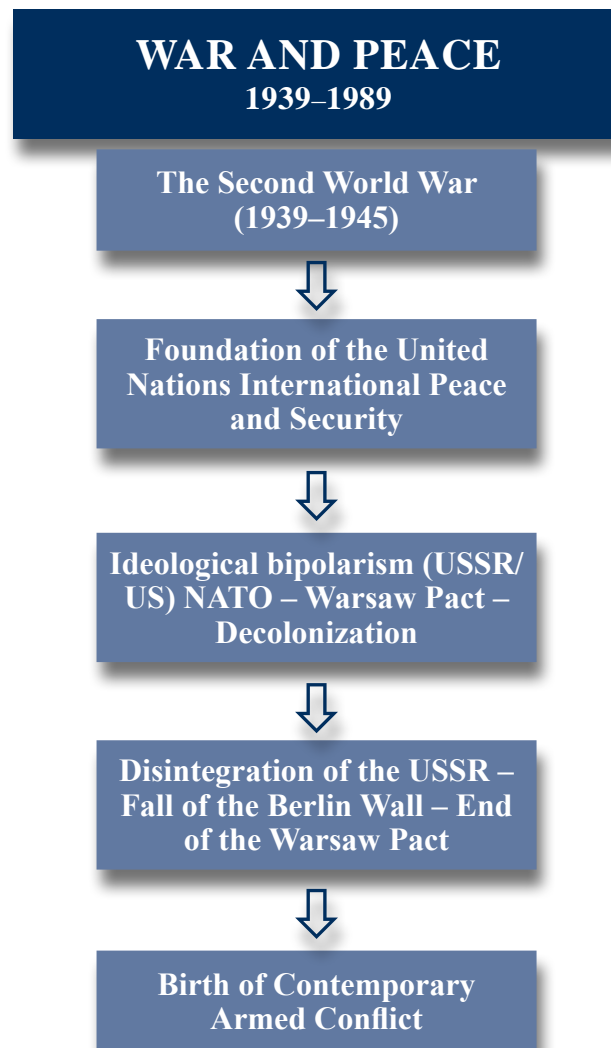 WAR AND PEACE
1939–1989
The Second World War
(1939–1945)
Foundation of the United
Nations International Peace
and Security
Ideological bipolarism (USSR/
US) NATO – Warsaw Pact –
Decolonization
Disintegration of the USSR –
Fall of the Berlin Wall – End
of the Warsaw Pact
Birth of Contemporary
Armed Conflict